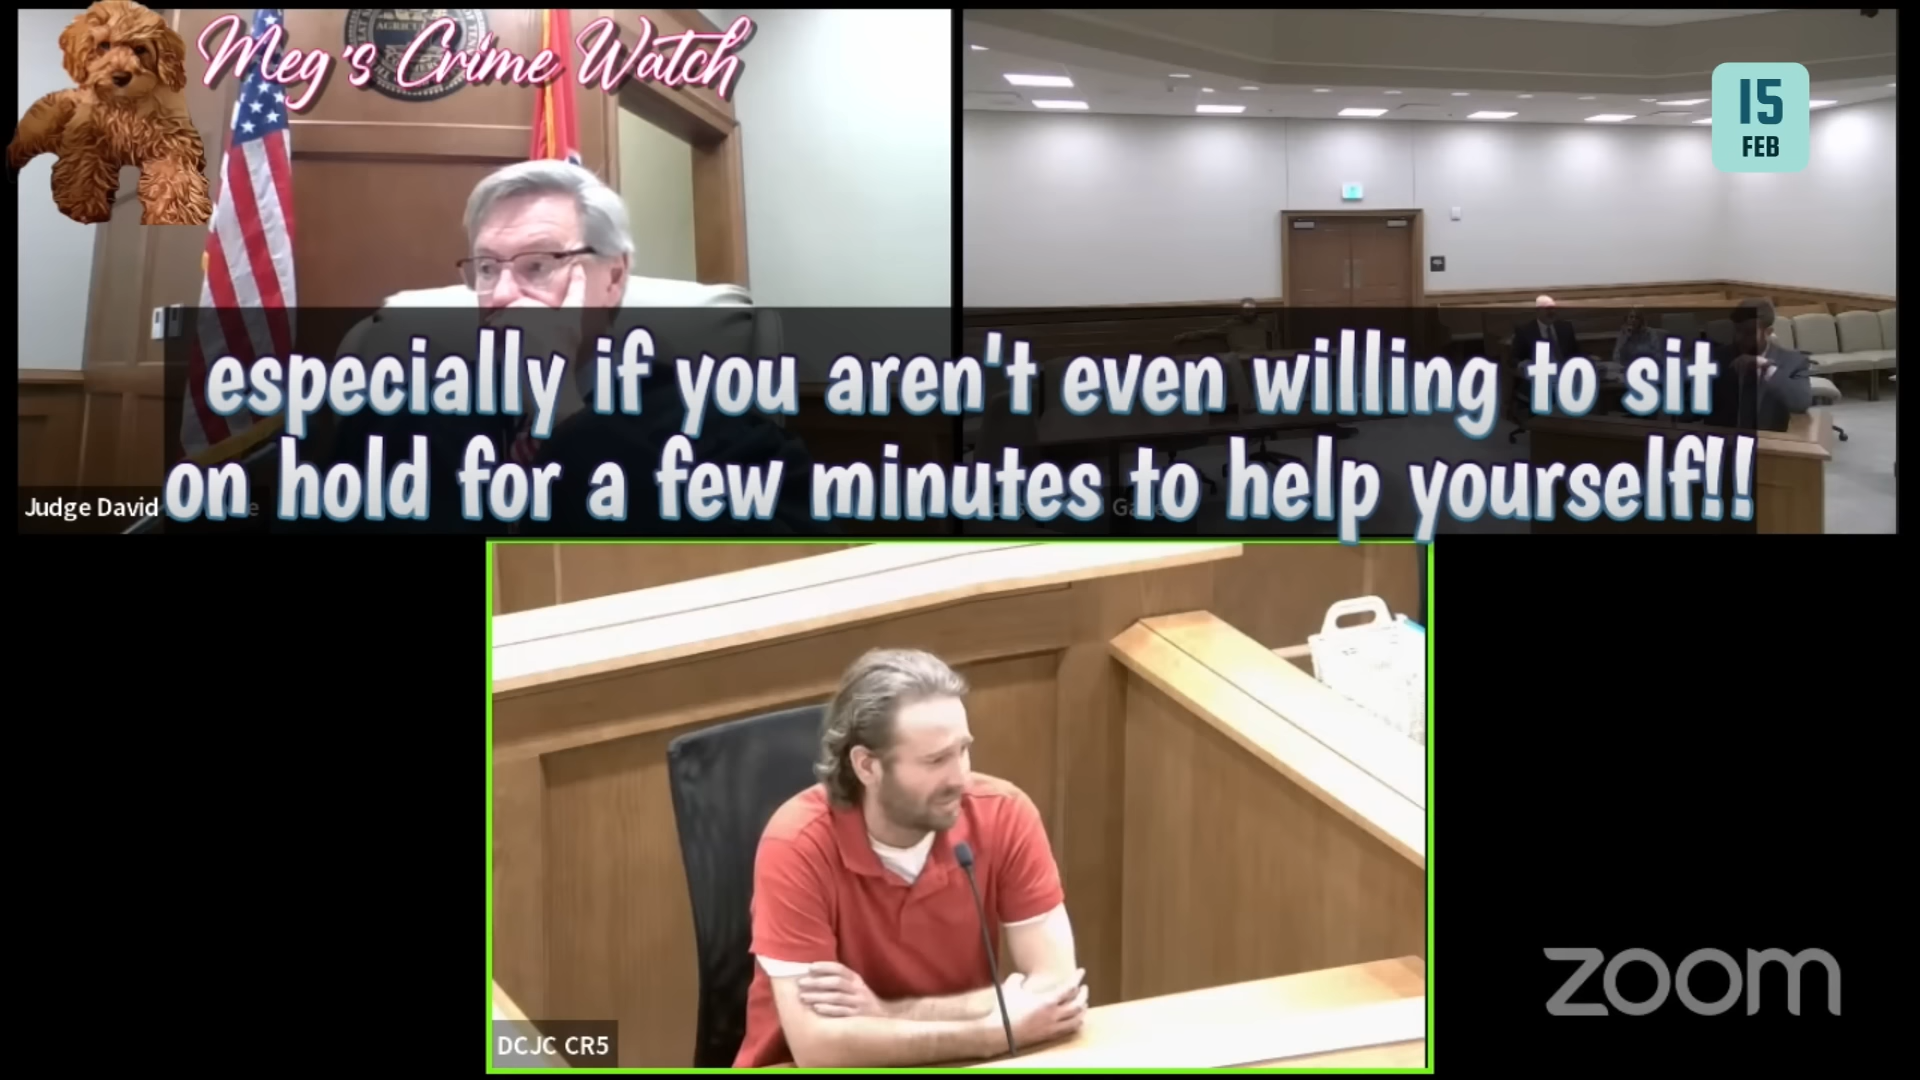 Meg's Crime Watch
AGRIC
15
FEB
especially if you aren't even willing to sit
on hold for a few minutes to help yourself!!
Judge David
DCJC CR5
zoom